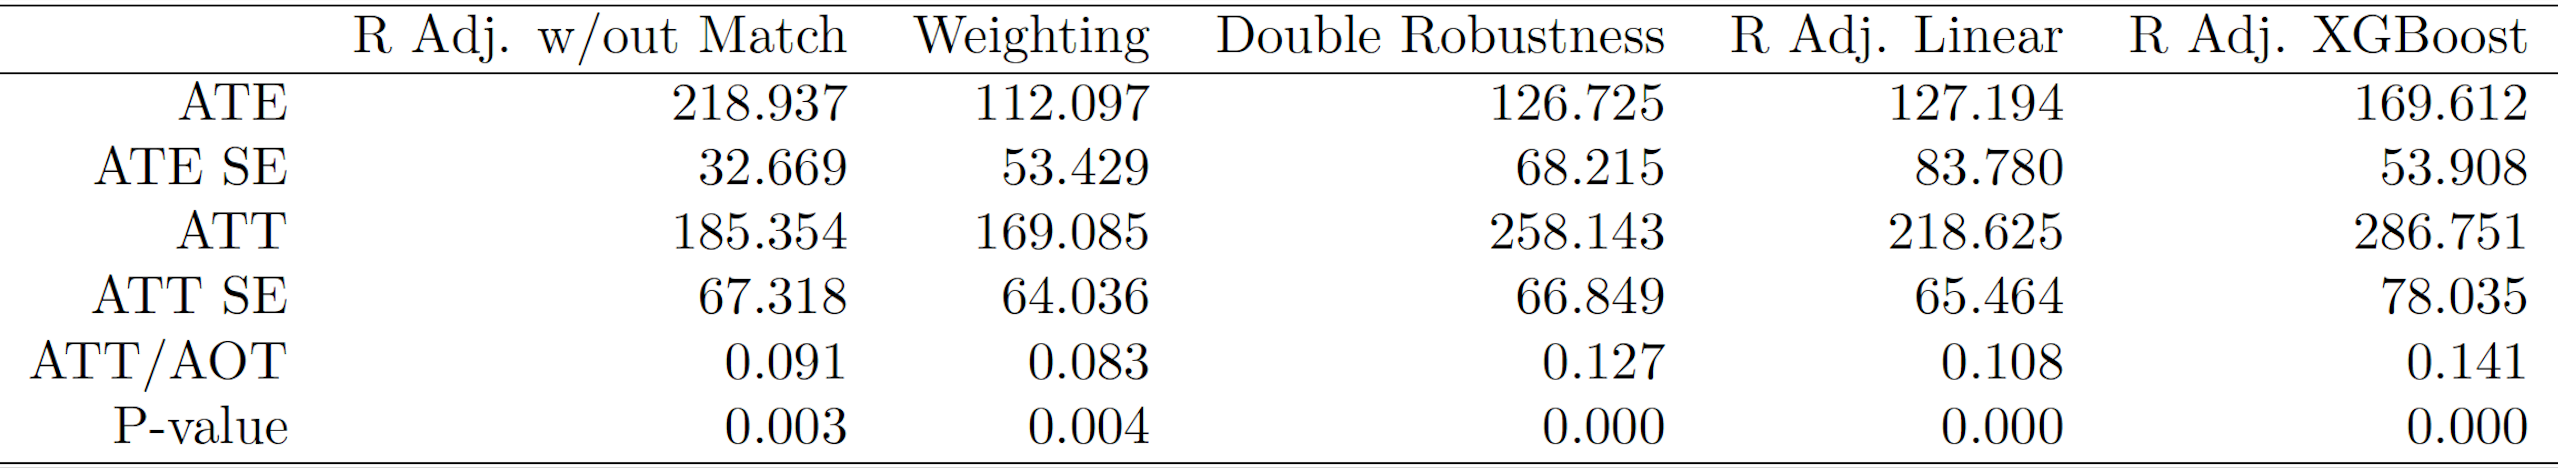 R Adj. w/out Match Weighting Double Robustness R Adj. Linear R Adj. XGBoost
ATE 218.937 112.097 126.725 127.194 169.612
ATE SE 32.669 53.429 68.215 83.780 53.908
ATT 185.354 169.085 258.143 218.625 286.751
ATT SE 67.318 64.036 66.849 65.464 78.035
ATT/AOT 0.091 0.083 0.127 0.108 0.141
P-value 0.003 0.004 0.000 0.000 0.000